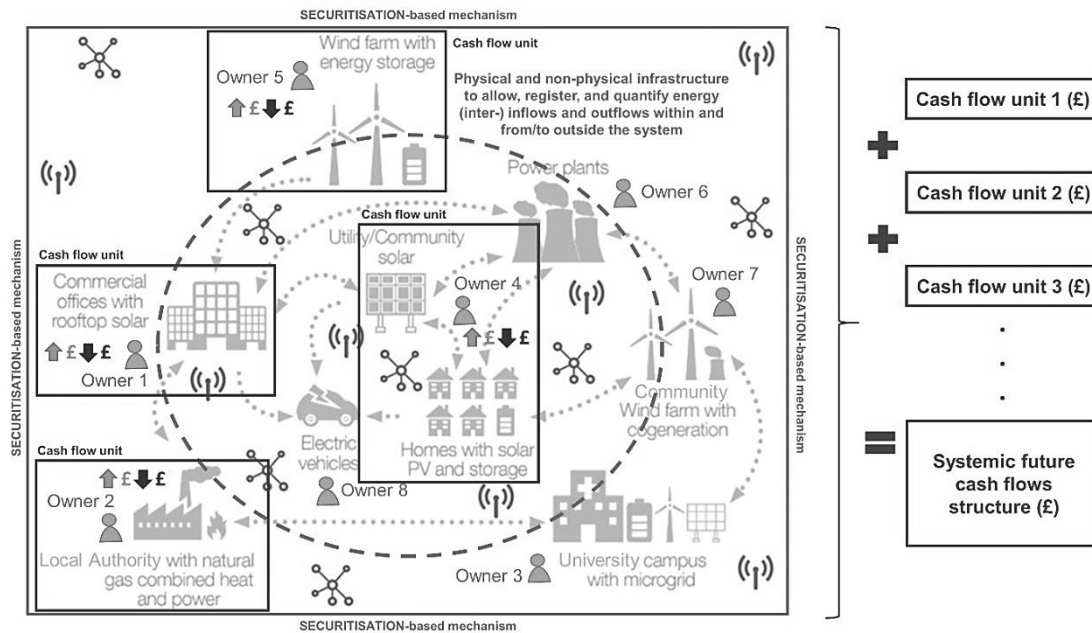 SECURITISATION-based mechanism
Cash flow unit
Wind farm with
energy storage
Owner 5
£ £
Physical and non-physical infrastructure
to allow, register, and quantify energy
(inter-) inflows and outflows within and
from/to outside the system
Power plants
Owner 6
Cash flow unit
Utility/Community
solar
Cash flow unit
Commercial
offices with
rooftop solar
£ £
Owner 1
Owner 4
£ £
Owner 7
Community
Wind farm with
cogeneration
Electric
vehicles
Owner 8
Homes with solar
PV and storage
Cash flow unit
£ £
Owner 2
Local Authority with natural
gas combined heat
and power
Owner 3
University campus
with microgrid
SECURITISATION-based mechanism
SECURITISATION-based mechanism
SECURITISATION-based mechanism
Cash flow unit 1 (£)
+
Cash flow unit 2 (£)
+
Cash flow unit 3 (£)
.
.
.
=
Systemic future
cash flows
structure (£)